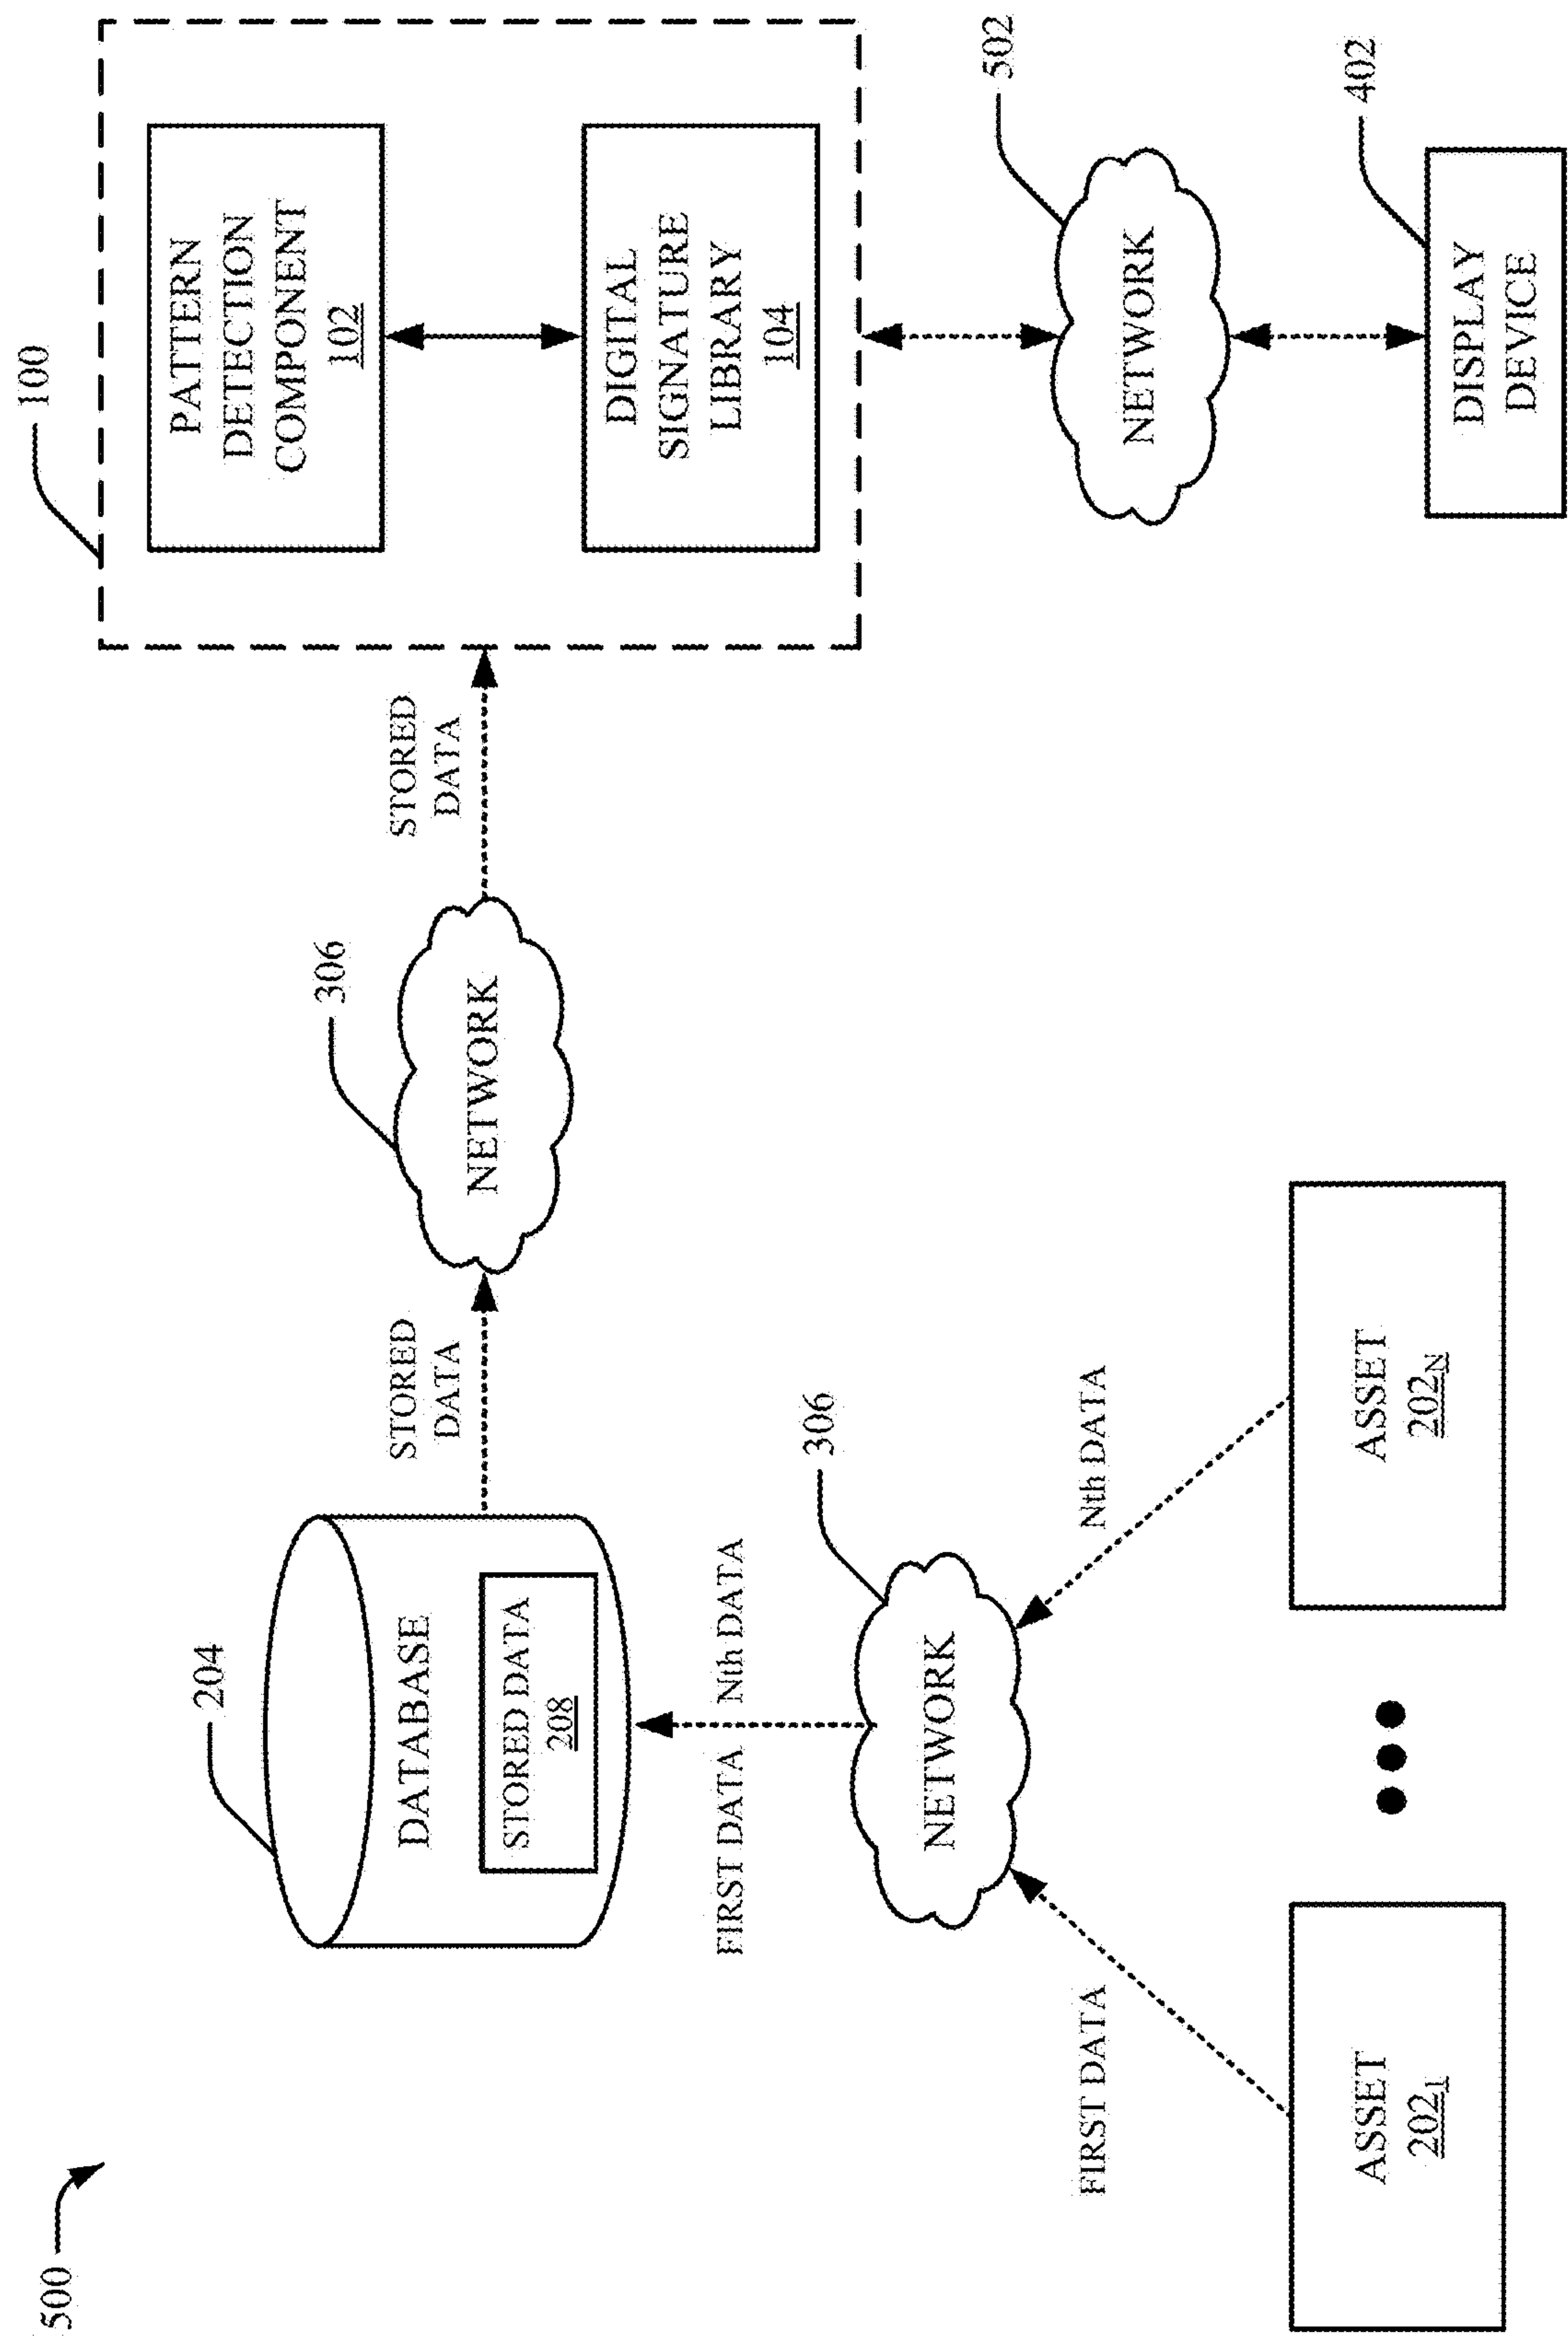 500
100
204
DATABASE
STORED DATA
208
STORED
DATA
306
NETWORK
STORED
DATA
PATTERN
DETECTION
COMPONENT
102
DIGITAL
SIGNATURE
LIBRARY
104
FIRST DATA
Nth DATA
306
NETWORK
502
NETWORK
FIRST DATA
Nth DATA
402
ASSET
202₁
ASSET
202N
DISPLAY
DEVICE